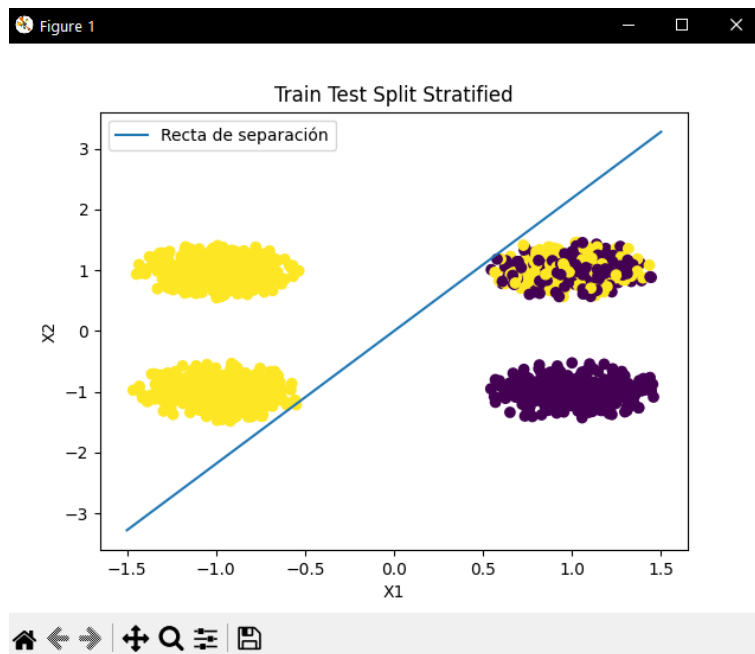 Figure 1
Train Test Split Stratified
Recta de separación
3
2
1
0
−1
−2
−3
X2
−1.5 −1.0 −0.5 0.0 0.5 1.0 1.5
X1